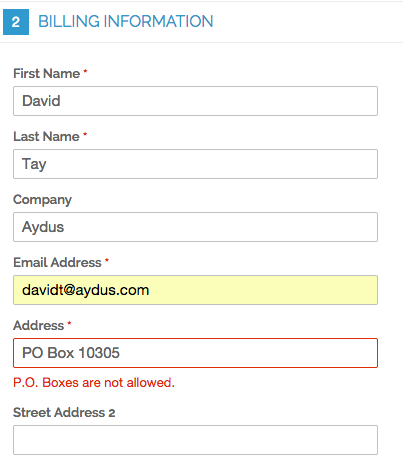 2 BILLING INFORMATION
First Name *
David
Last Name *
Tay
Company
Aydus
Email Address *
davidt@aydus.com
Address *
PO Box 10305
P.O. Boxes are not allowed.
Street Address 2